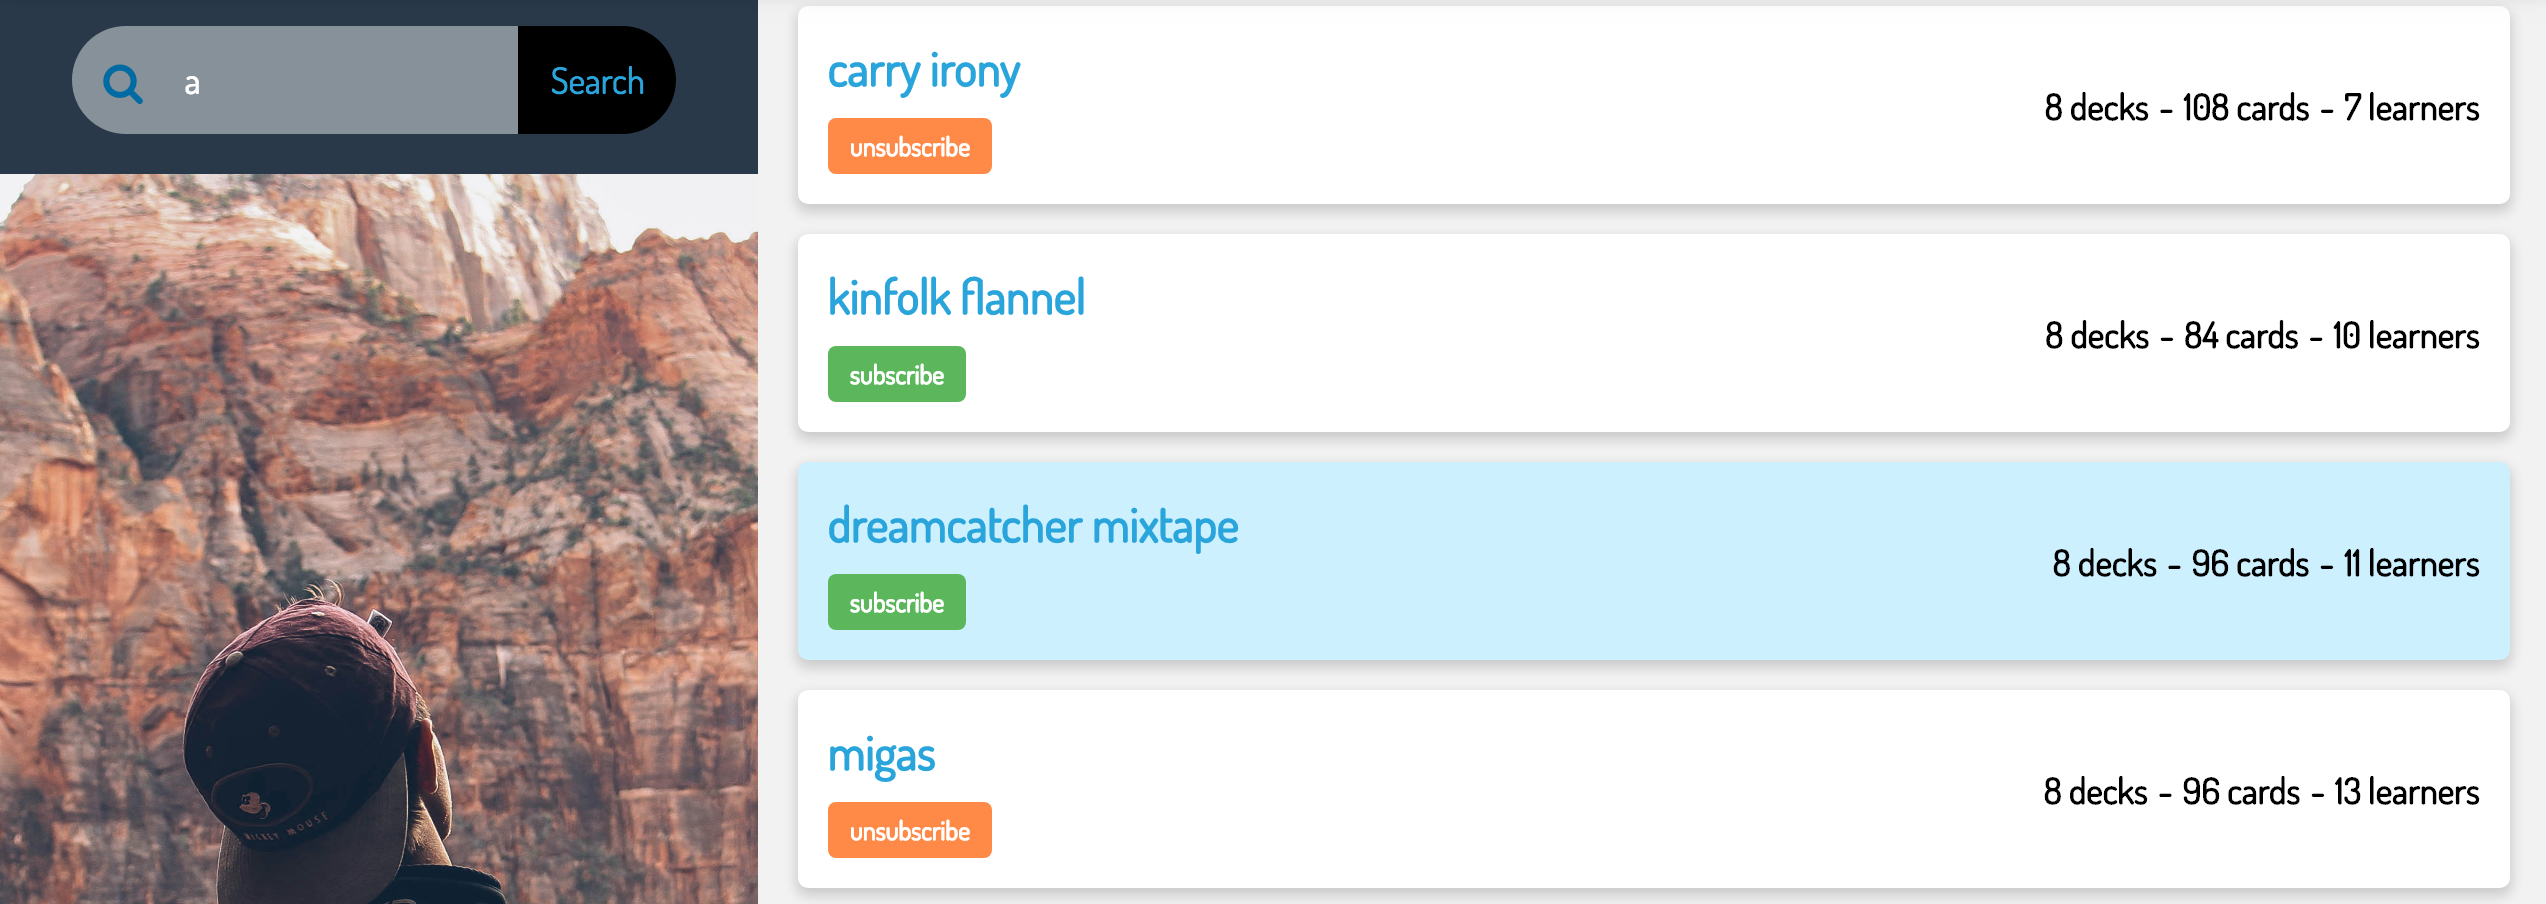 a
Search
carry irony
unsubscribe
8 decks - 108 cards - 7 learners
kinfolk flannel
subscribe
8 decks - 84 cards - 10 learners
dreamcatcher mixtape
subscribe
8 decks - 96 cards - 11 learners
migas
unsubscribe
8 decks - 96 cards - 13 learners
MICKEY MOUSE